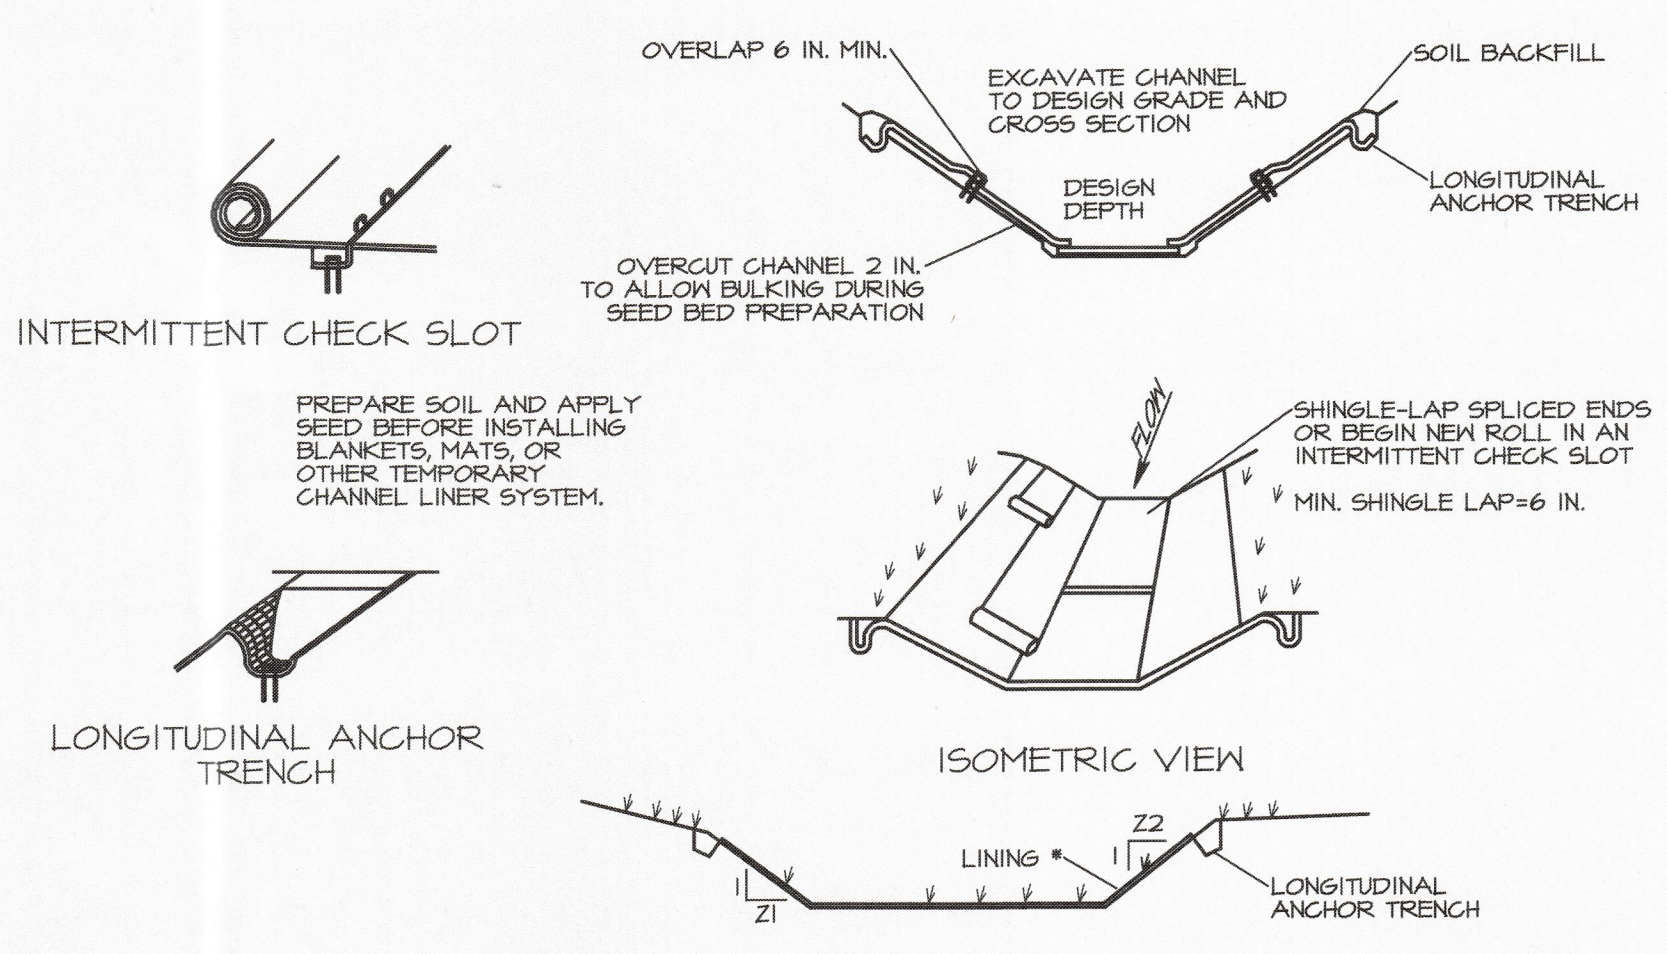 OVERLAP 6 IN. MIN.
SOIL BACKFILL
EXCAVATE CHANNEL
TO DESIGN GRADE AND
CROSS SECTION
LONGITUDINAL
ANCHOR TRENCH
DESIGN
DEPTH
OVERCUT CHANNEL 2 IN.
TO ALLOW BULKING DURING
SEED BED PREPARATION
INTERMITTENT CHECK SLOT
PREPARE SOIL AND APPLY
SEED BEFORE INSTALLING
BLANKETS, MATS, OR
OTHER TEMPORARY
CHANNEL LINER SYSTEM.
FLOW
SHINGLE-LAP SPLICED ENDS
OR BEGIN NEW ROLL IN AN
INTERMITTENT CHECK SLOT
MIN. SHINGLE LAP=6 IN.
LONGITUDINAL ANCHOR
TRENCH
ISOMETRIC VIEW
1
Z1
LINING *
1
Z2
LONGITUDINAL
ANCHOR TRENCH